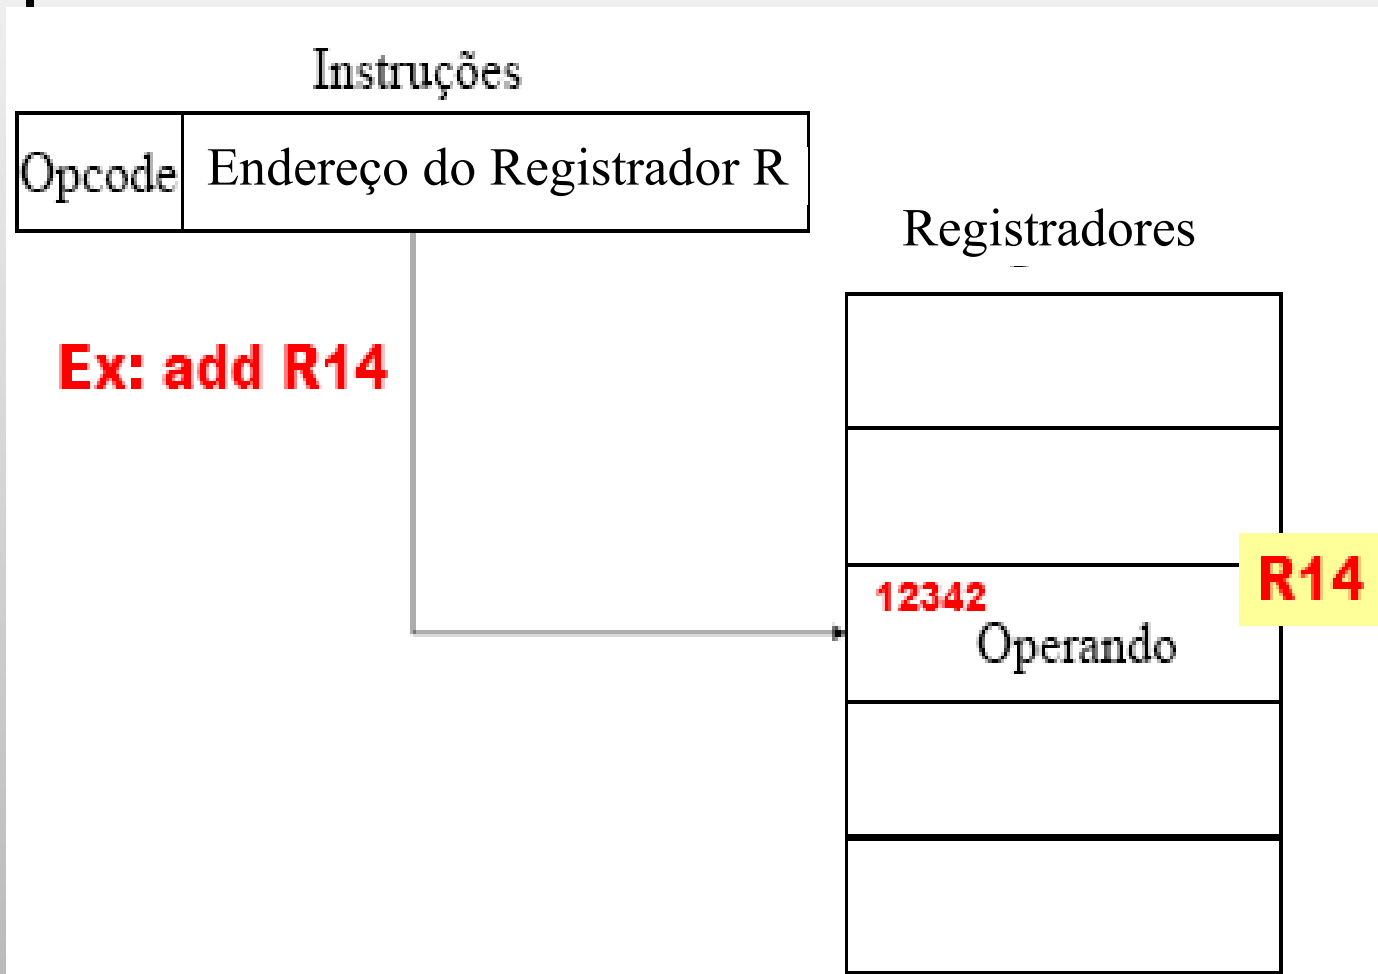 Instruções
Opcode
Endereço do Registrador R
Registradores
Ex: add R14
R14
12342
Operando